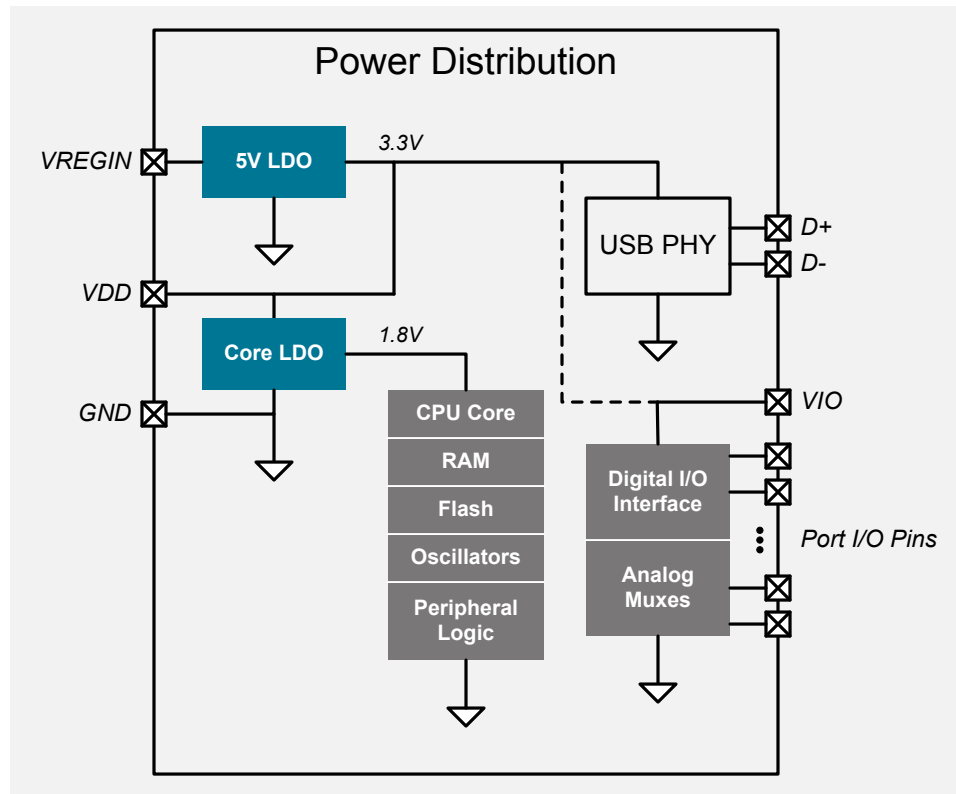 Power Distribution
VREGIN
5V LDO
3.3V
USB PHY
D+
D-
VDD
Core LDO
1.8V
GND
CPU Core
RAM
Flash
Oscillators
Peripheral
Logic
VIO
Digital I/O
Interface
Analog
Muxes
Port I/O Pins